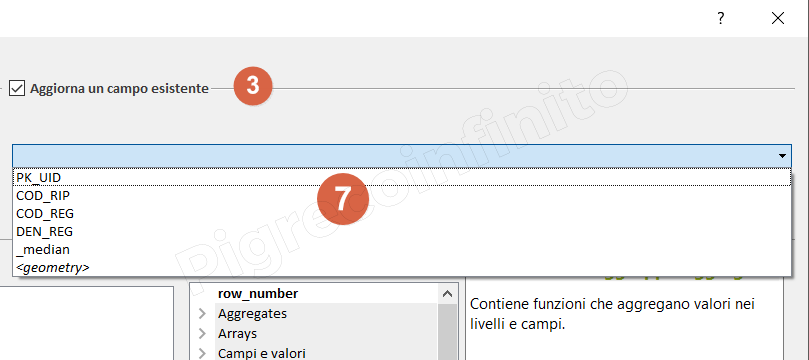 ?
Aggiorna un campo esistente
3
PK_UID
COD_RIP
COD_REG
DEN_REG
_median
<geometry>
7
Pigrecoinfinito
row_number
Aggregates
Arrays
Campi e valori
Contiene funzioni che aggregano valori nei
livelli e campi.